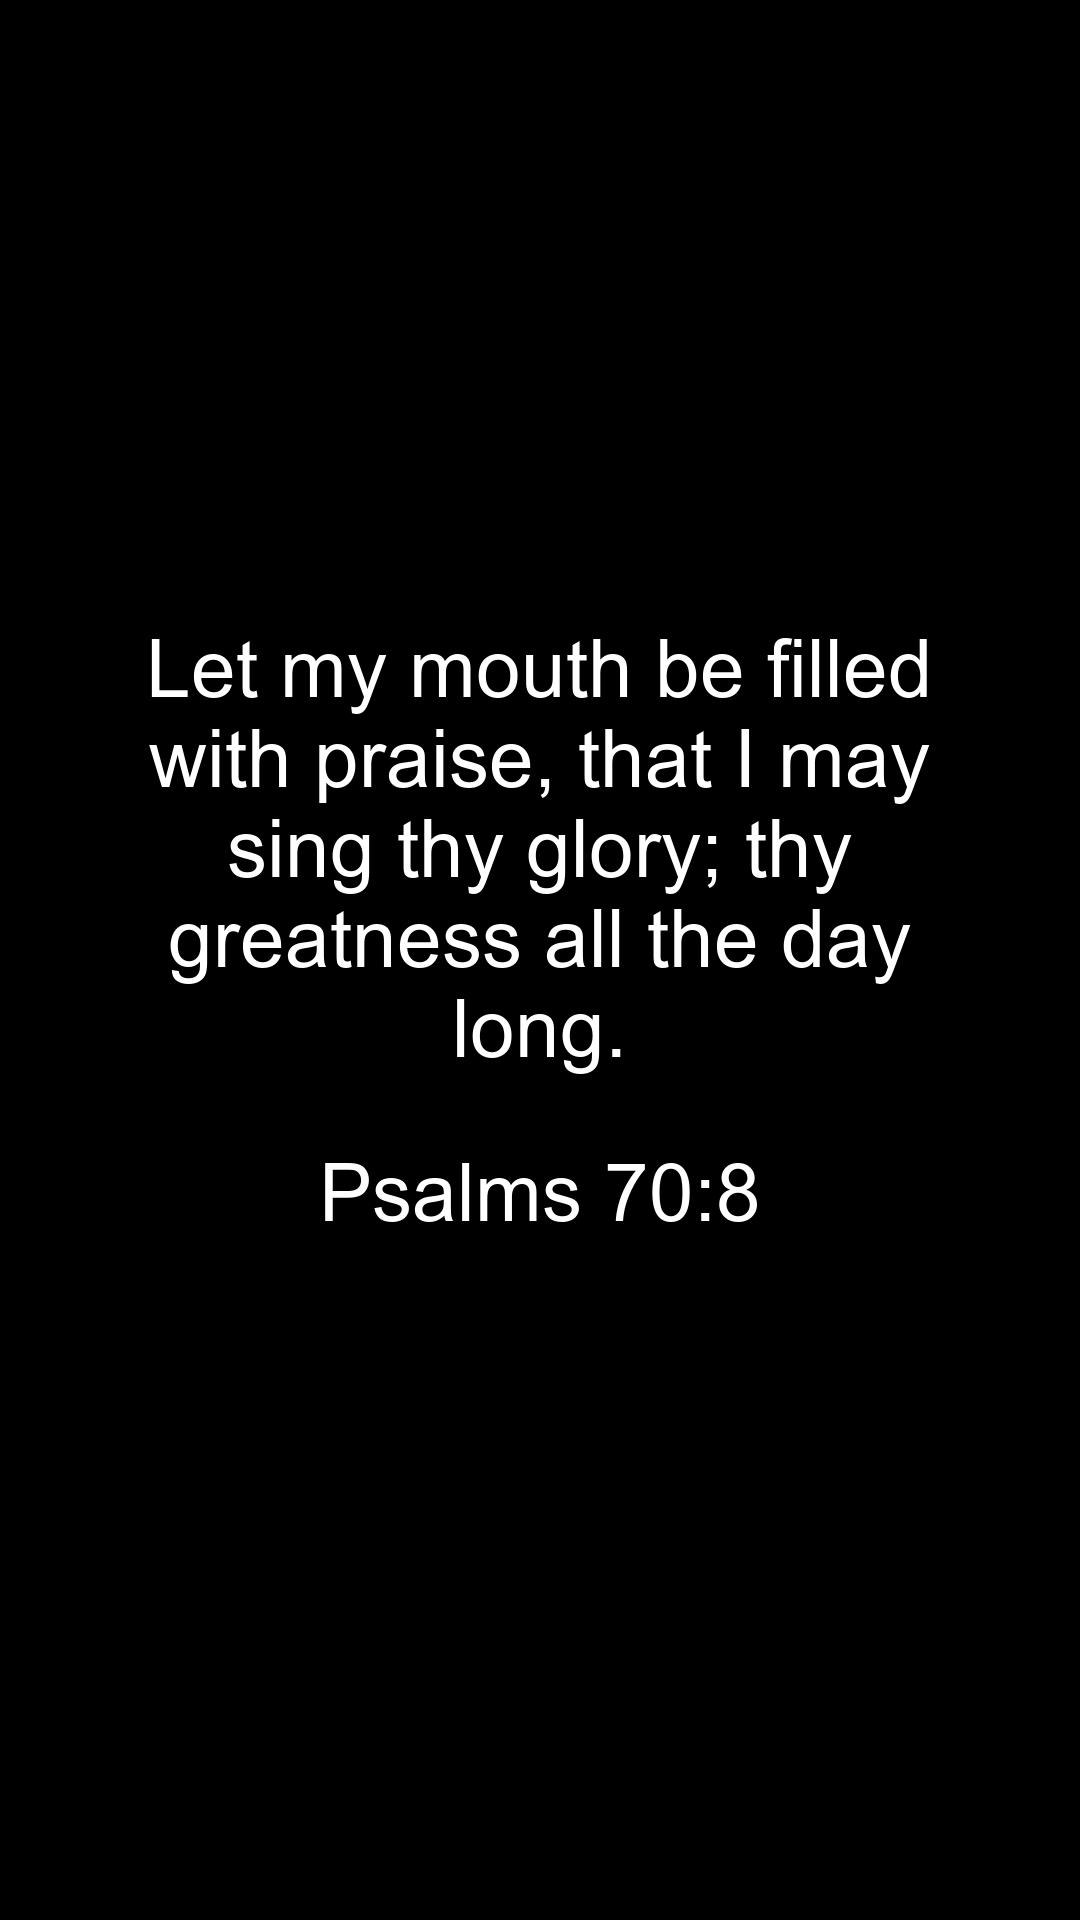 Let my mouth be filled
with praise, that I may
sing thy glory; thy
greatness all the day
long.
Psalms 70:8